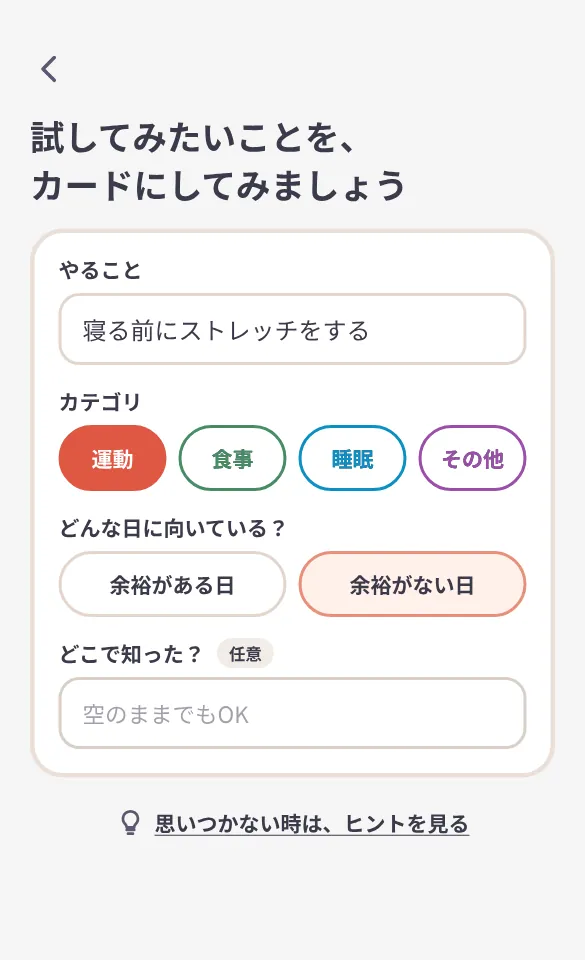 試してみたいことを、
カードにしてみましょう
やること
寝る前にストレッチをする
カテゴリ
運動 食事 睡眠 その他
どんな日に向いている？
余裕がある日 余裕がない日
どこで知った？ 任意
空のままでもOK
思いつかない時は、ヒントを見る